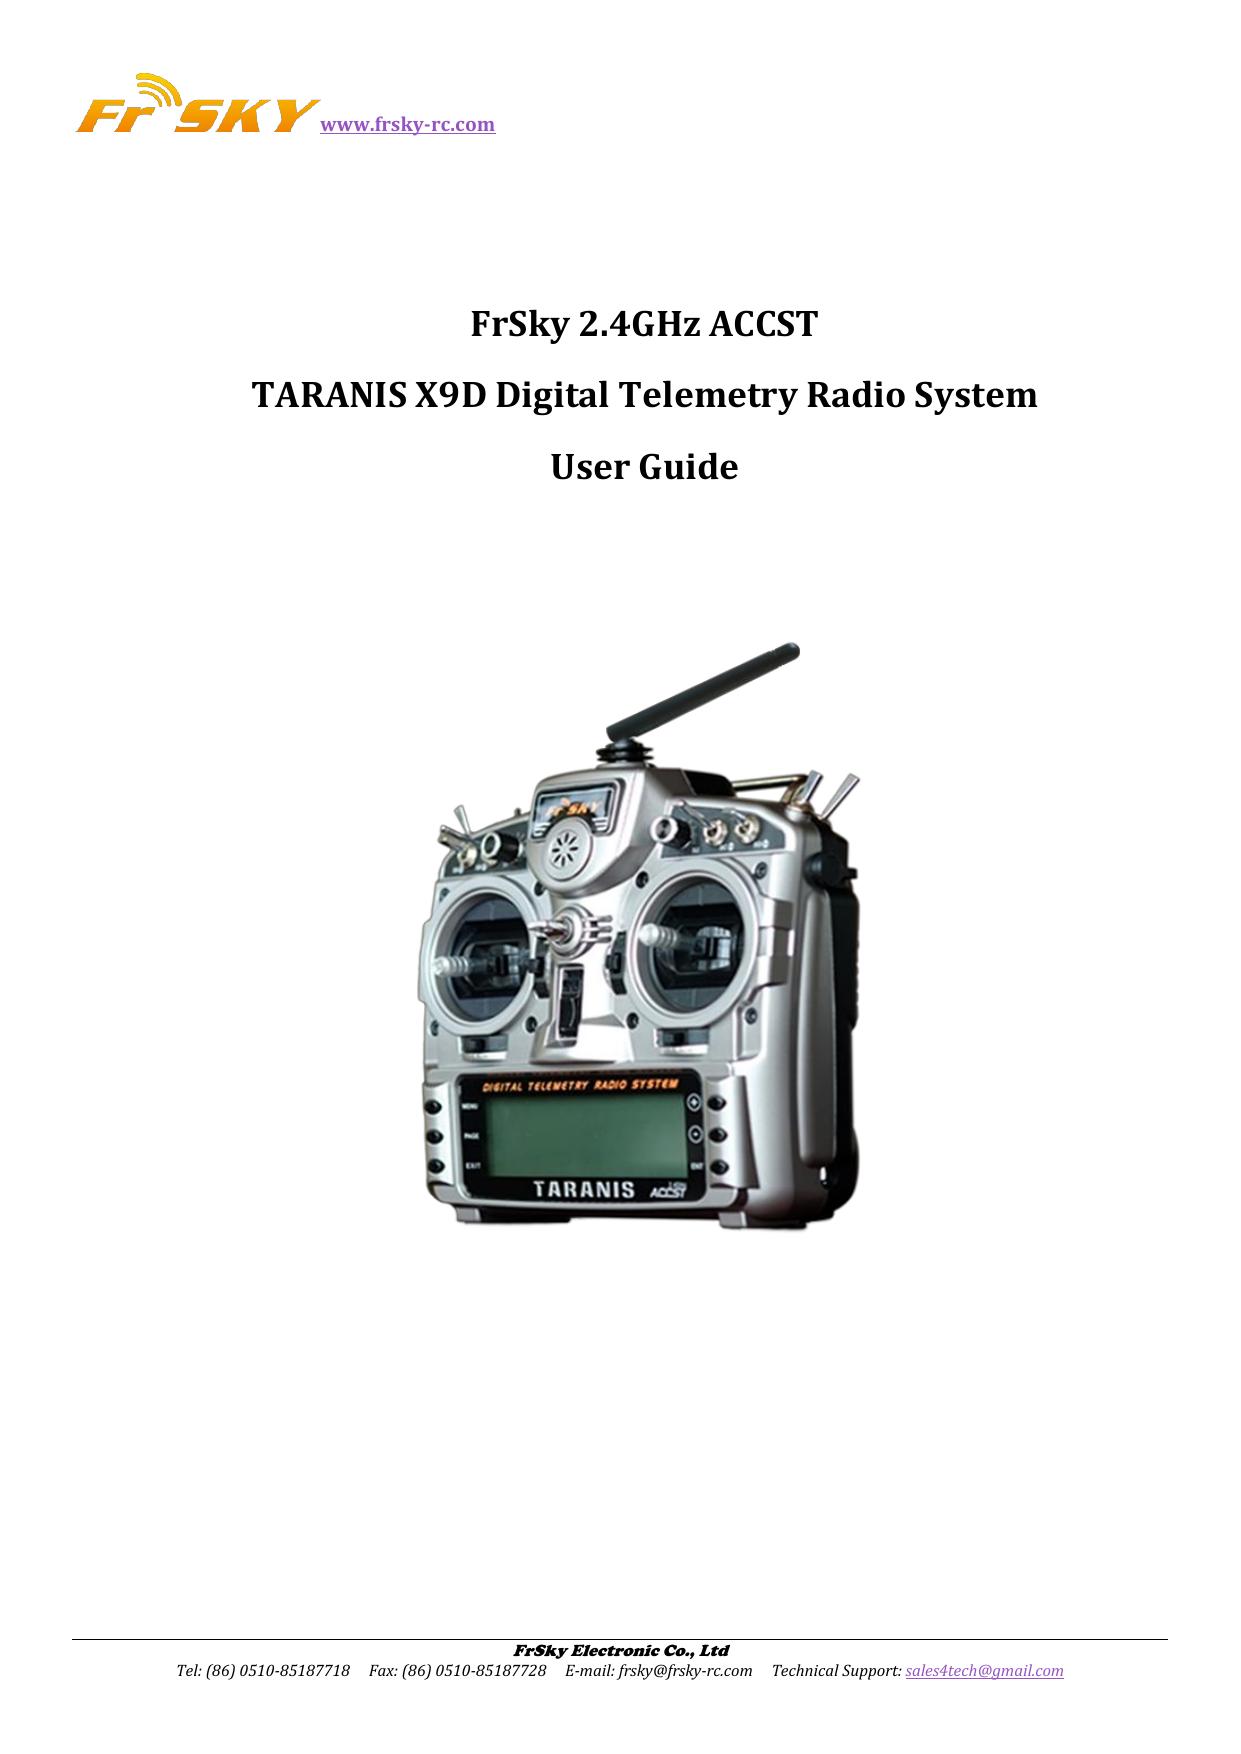 FrSKY www.frsky-rc.com
FrSky 2.4GHz ACCST
TARANIS X9D Digital Telemetry Radio System
User Guide
FrSKY
DIGITAL TELEMETRY RADIO SYSTEM
MENU
PAGE
EXIT
+
-
ENT
TARANIS ACCST
FrSky Electronic Co., Ltd
Tel: (86) 0510-85187718 Fax: (86) 0510-85187728 E-mail: frsky@frsky-rc.com Technical Support: sales4tech@gmail.com